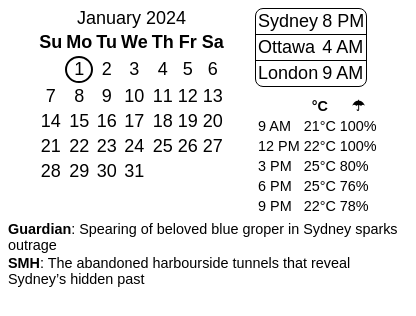 January 2024
Su Mo Tu We Th Fr Sa
1 2 3 4 5 6
7 8 9 10 11 12 13
14 15 16 17 18 19 20
21 22 23 24 25 26 27
28 29 30 31
Sydney 8 PM
Ottawa 4 AM
London 9 AM
°C ☂
9 AM 21°C 100%
12 PM 22°C 100%
3 PM 25°C 80%
6 PM 25°C 76%
9 PM 22°C 78%
Guardian: Spearing of beloved blue groper in Sydney sparks
outrage
SMH: The abandoned harbourside tunnels that reveal
Sydney’s hidden past